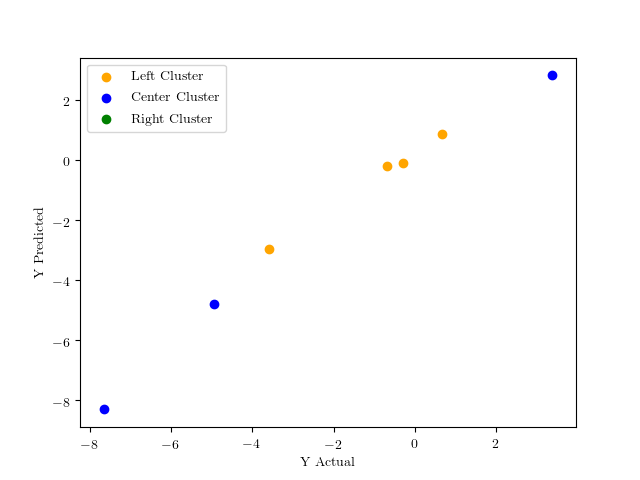 Left Cluster
Center Cluster
Right Cluster
2
0
−2
−4
−6
−8
Y Predicted
−8 −6 −4 −2 0 2
Y Actual